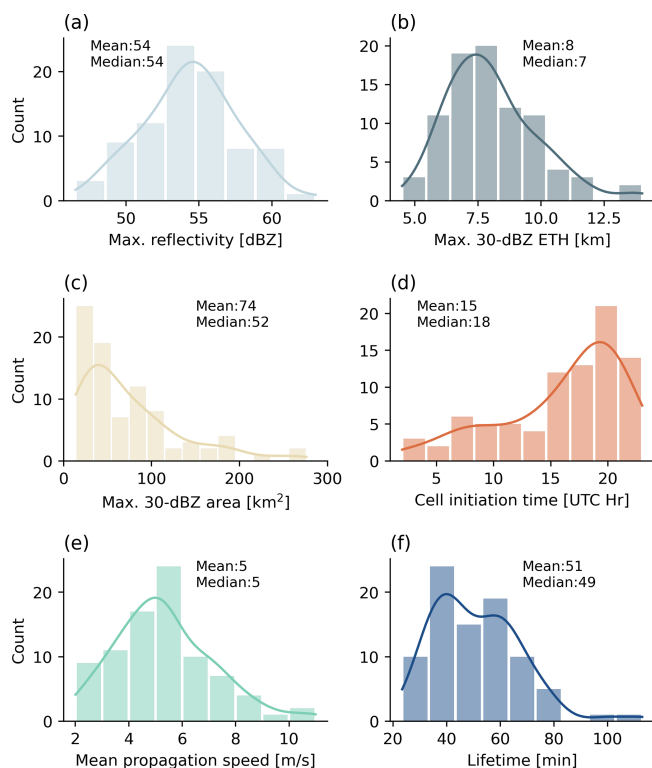 (a)
Mean:54
Median:54
Count
20
10
0
50
55
60
Max. reflectivity [dBZ]
(b)
Mean:8
Median:7
20
15
10
5
0
5.0
7.5
10.0
12.5
Max. 30-dBZ ETH [km]
(c)
Mean:74
Median:52
Count
20
10
0
0
100
200
300
Max. 30-dBZ area [km²]
(d)
Mean:15
Median:18
20
15
10
5
0
5
10
15
20
Cell initiation time [UTC Hr]
(e)
Mean:5
Median:5
Count
20
10
0
2
4
6
8
10
Mean propagation speed [m/s]
(f)
Mean:51
Median:49
20
10
0
20
40
60
80
100
Lifetime [min]